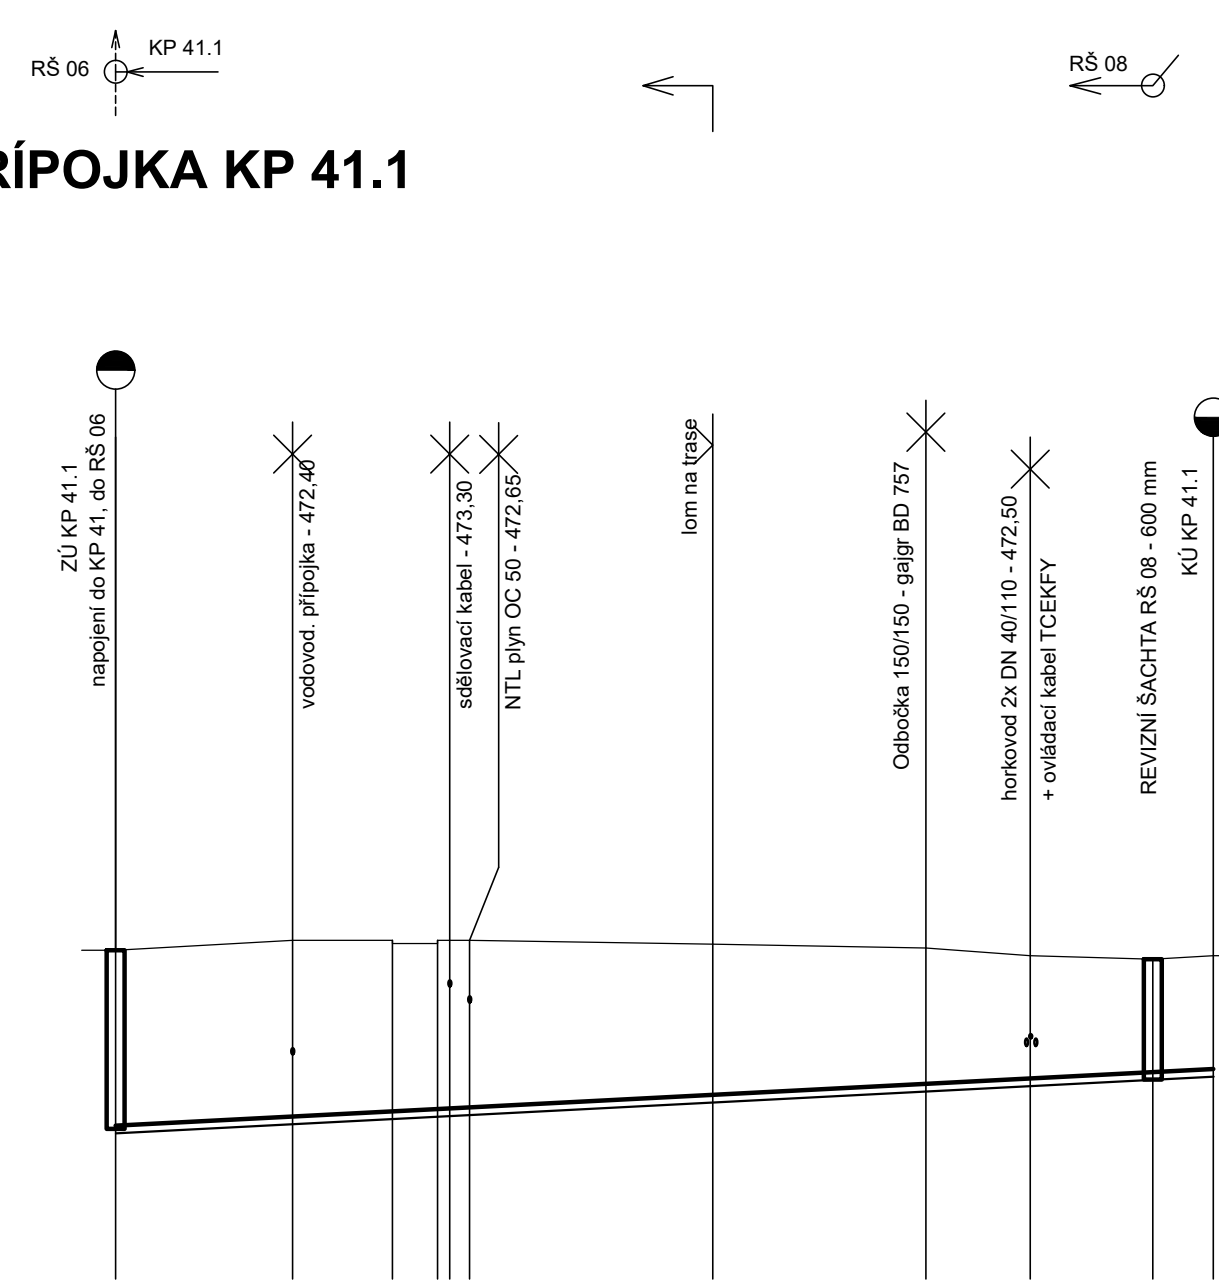 RŠ 06
KP 41.1
RŠ 08
RÍPOJKA KP 41.1
ZÚ KP 41.1
napojení do KP 41, do RŠ 06
vodovod. přípojka - 472,40
sdělovací kabel - 473,30
NTL plyn OC 50 - 472,65
lom na trase
Odbočka 150/150 - gajgr BD 757
horkovod 2x DN 40/110 - 472,50
+ ovládací kabel TCEKFY
REVIZNÍ ŠACHTA RŠ 08 - 600 mm
KÚ KP 41.1